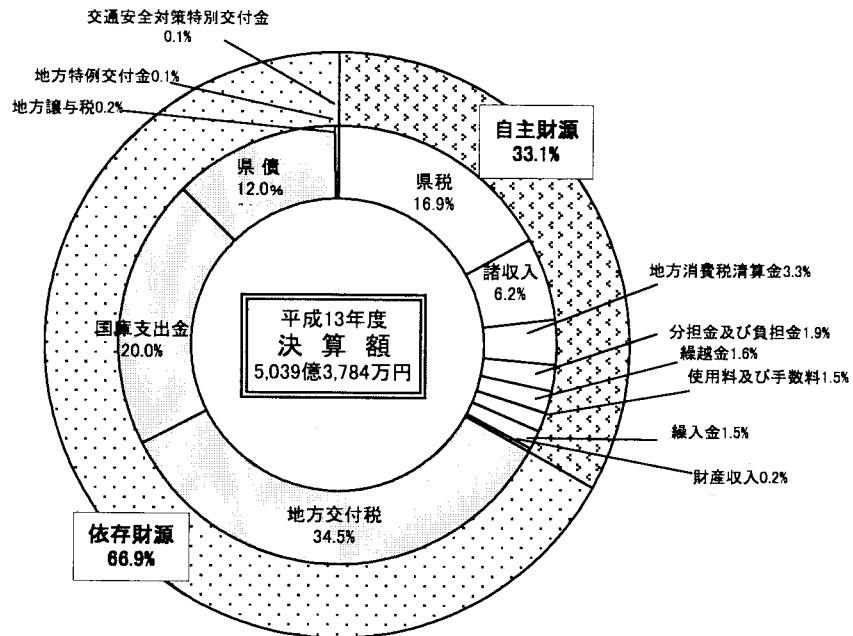 交通安全対策特別交付金
0.1%
地方特例交付金0.1%
地方譲与税0.2%
自主財源
33.1%
県債
12.0%
県税
16.9%
諸収入
6.2%
地方消費税清算金3.3%
国庫支出金
20.0%
平成13年度
決算額
5,039億3,784万円
分担金及び負担金1.9%
繰越金1.6%
使用料及び手数料1.5%
繰入金1.5%
財産収入0.2%
地方交付税
34.5%
依存財源
66.9%